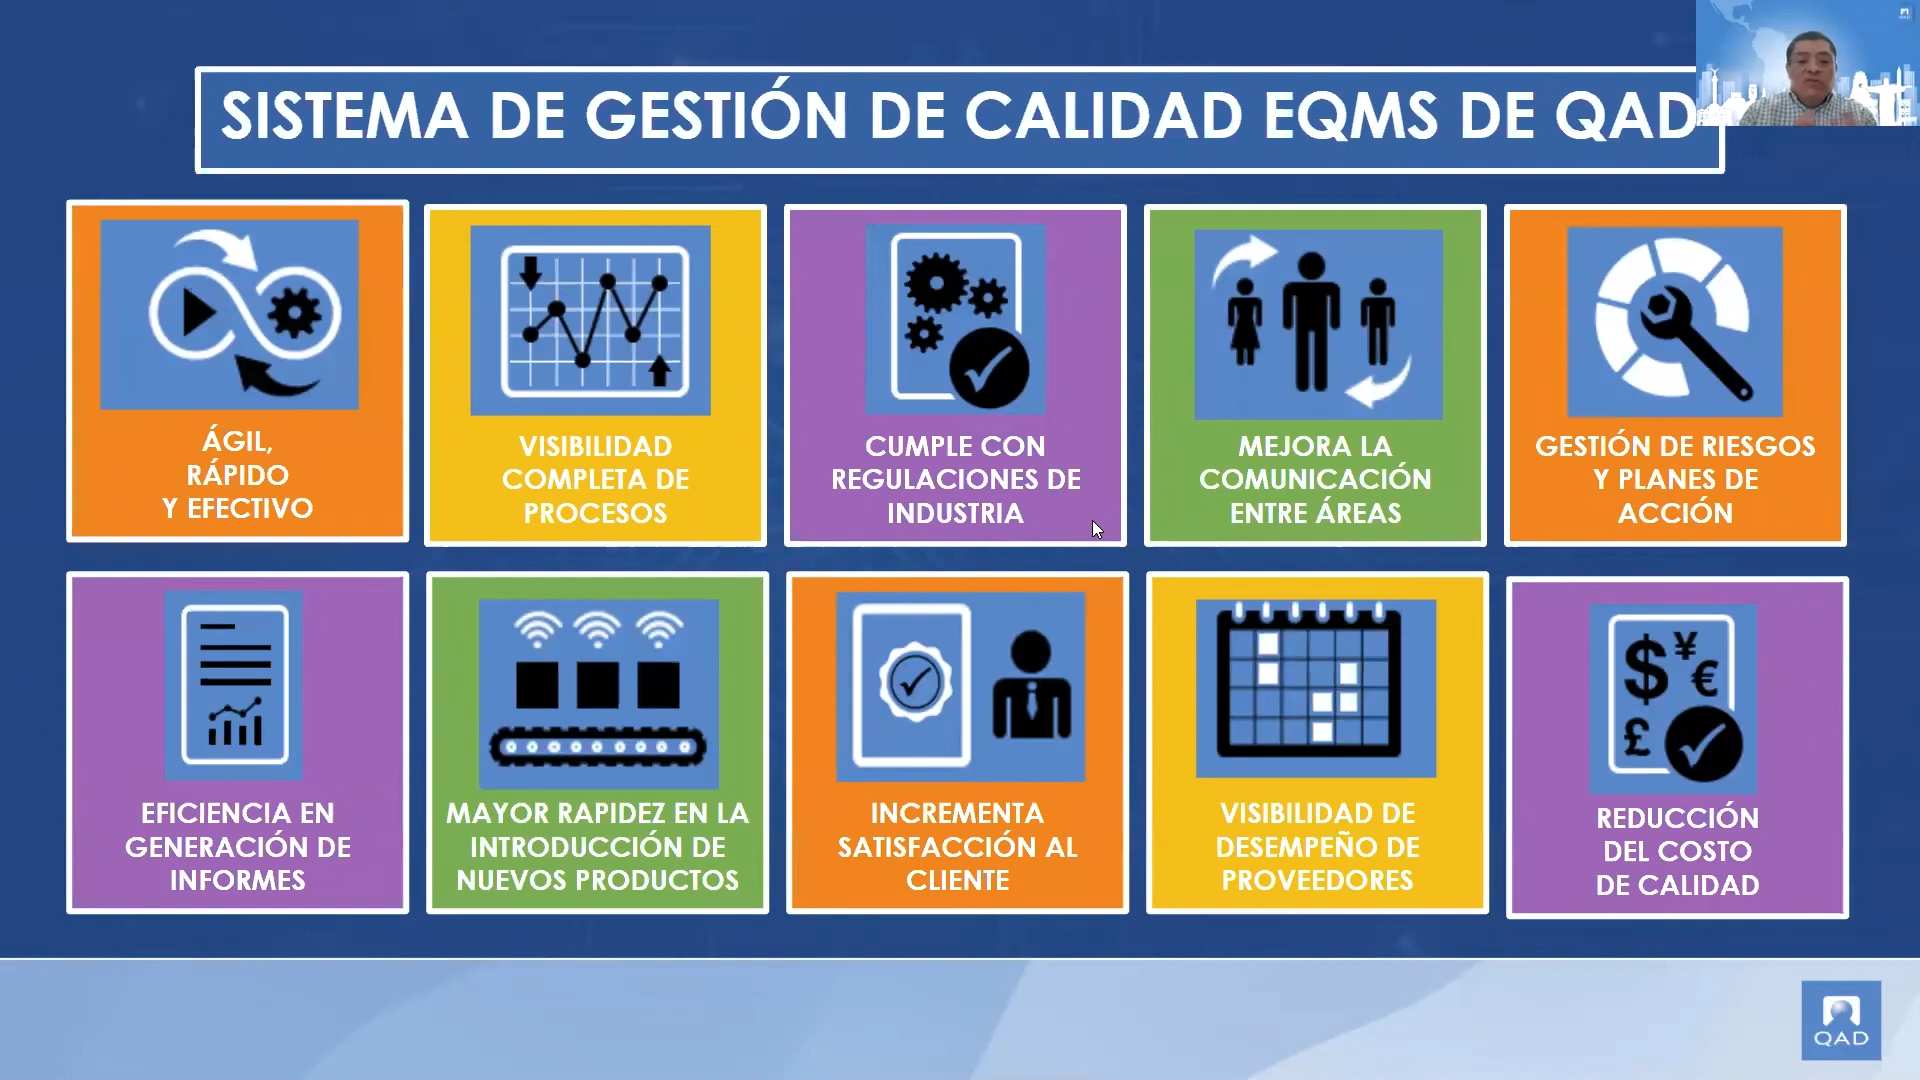 SISTEMA DE GESTIÓN DE CALIDAD EQMS DE QAD
ÁGIL,
RÁPIDO
Y EFECTIVO
VISIBILIDAD
COMPLETA DE
PROCESOS
CUMPLE CON
REGULACIONES DE
INDUSTRIA
MEJORA LA
COMUNICACIÓN
ENTRE ÁREAS
GESTIÓN DE RIESGOS
Y PLANES DE
ACCIÓN
EFICIENCIA EN
GENERACIÓN DE
INFORMES
MAYOR RAPIDEZ EN LA
INTRODUCCIÓN DE
NUEVOS PRODUCTOS
INCREMENTA
SATISFACCIÓN AL
CLIENTE
VISIBILIDAD DE
DESEMPEÑO DE
PROVEEDORES
$ ¥
€
£
REDUCCIÓN
DEL COSTO
DE CALIDAD
QAD